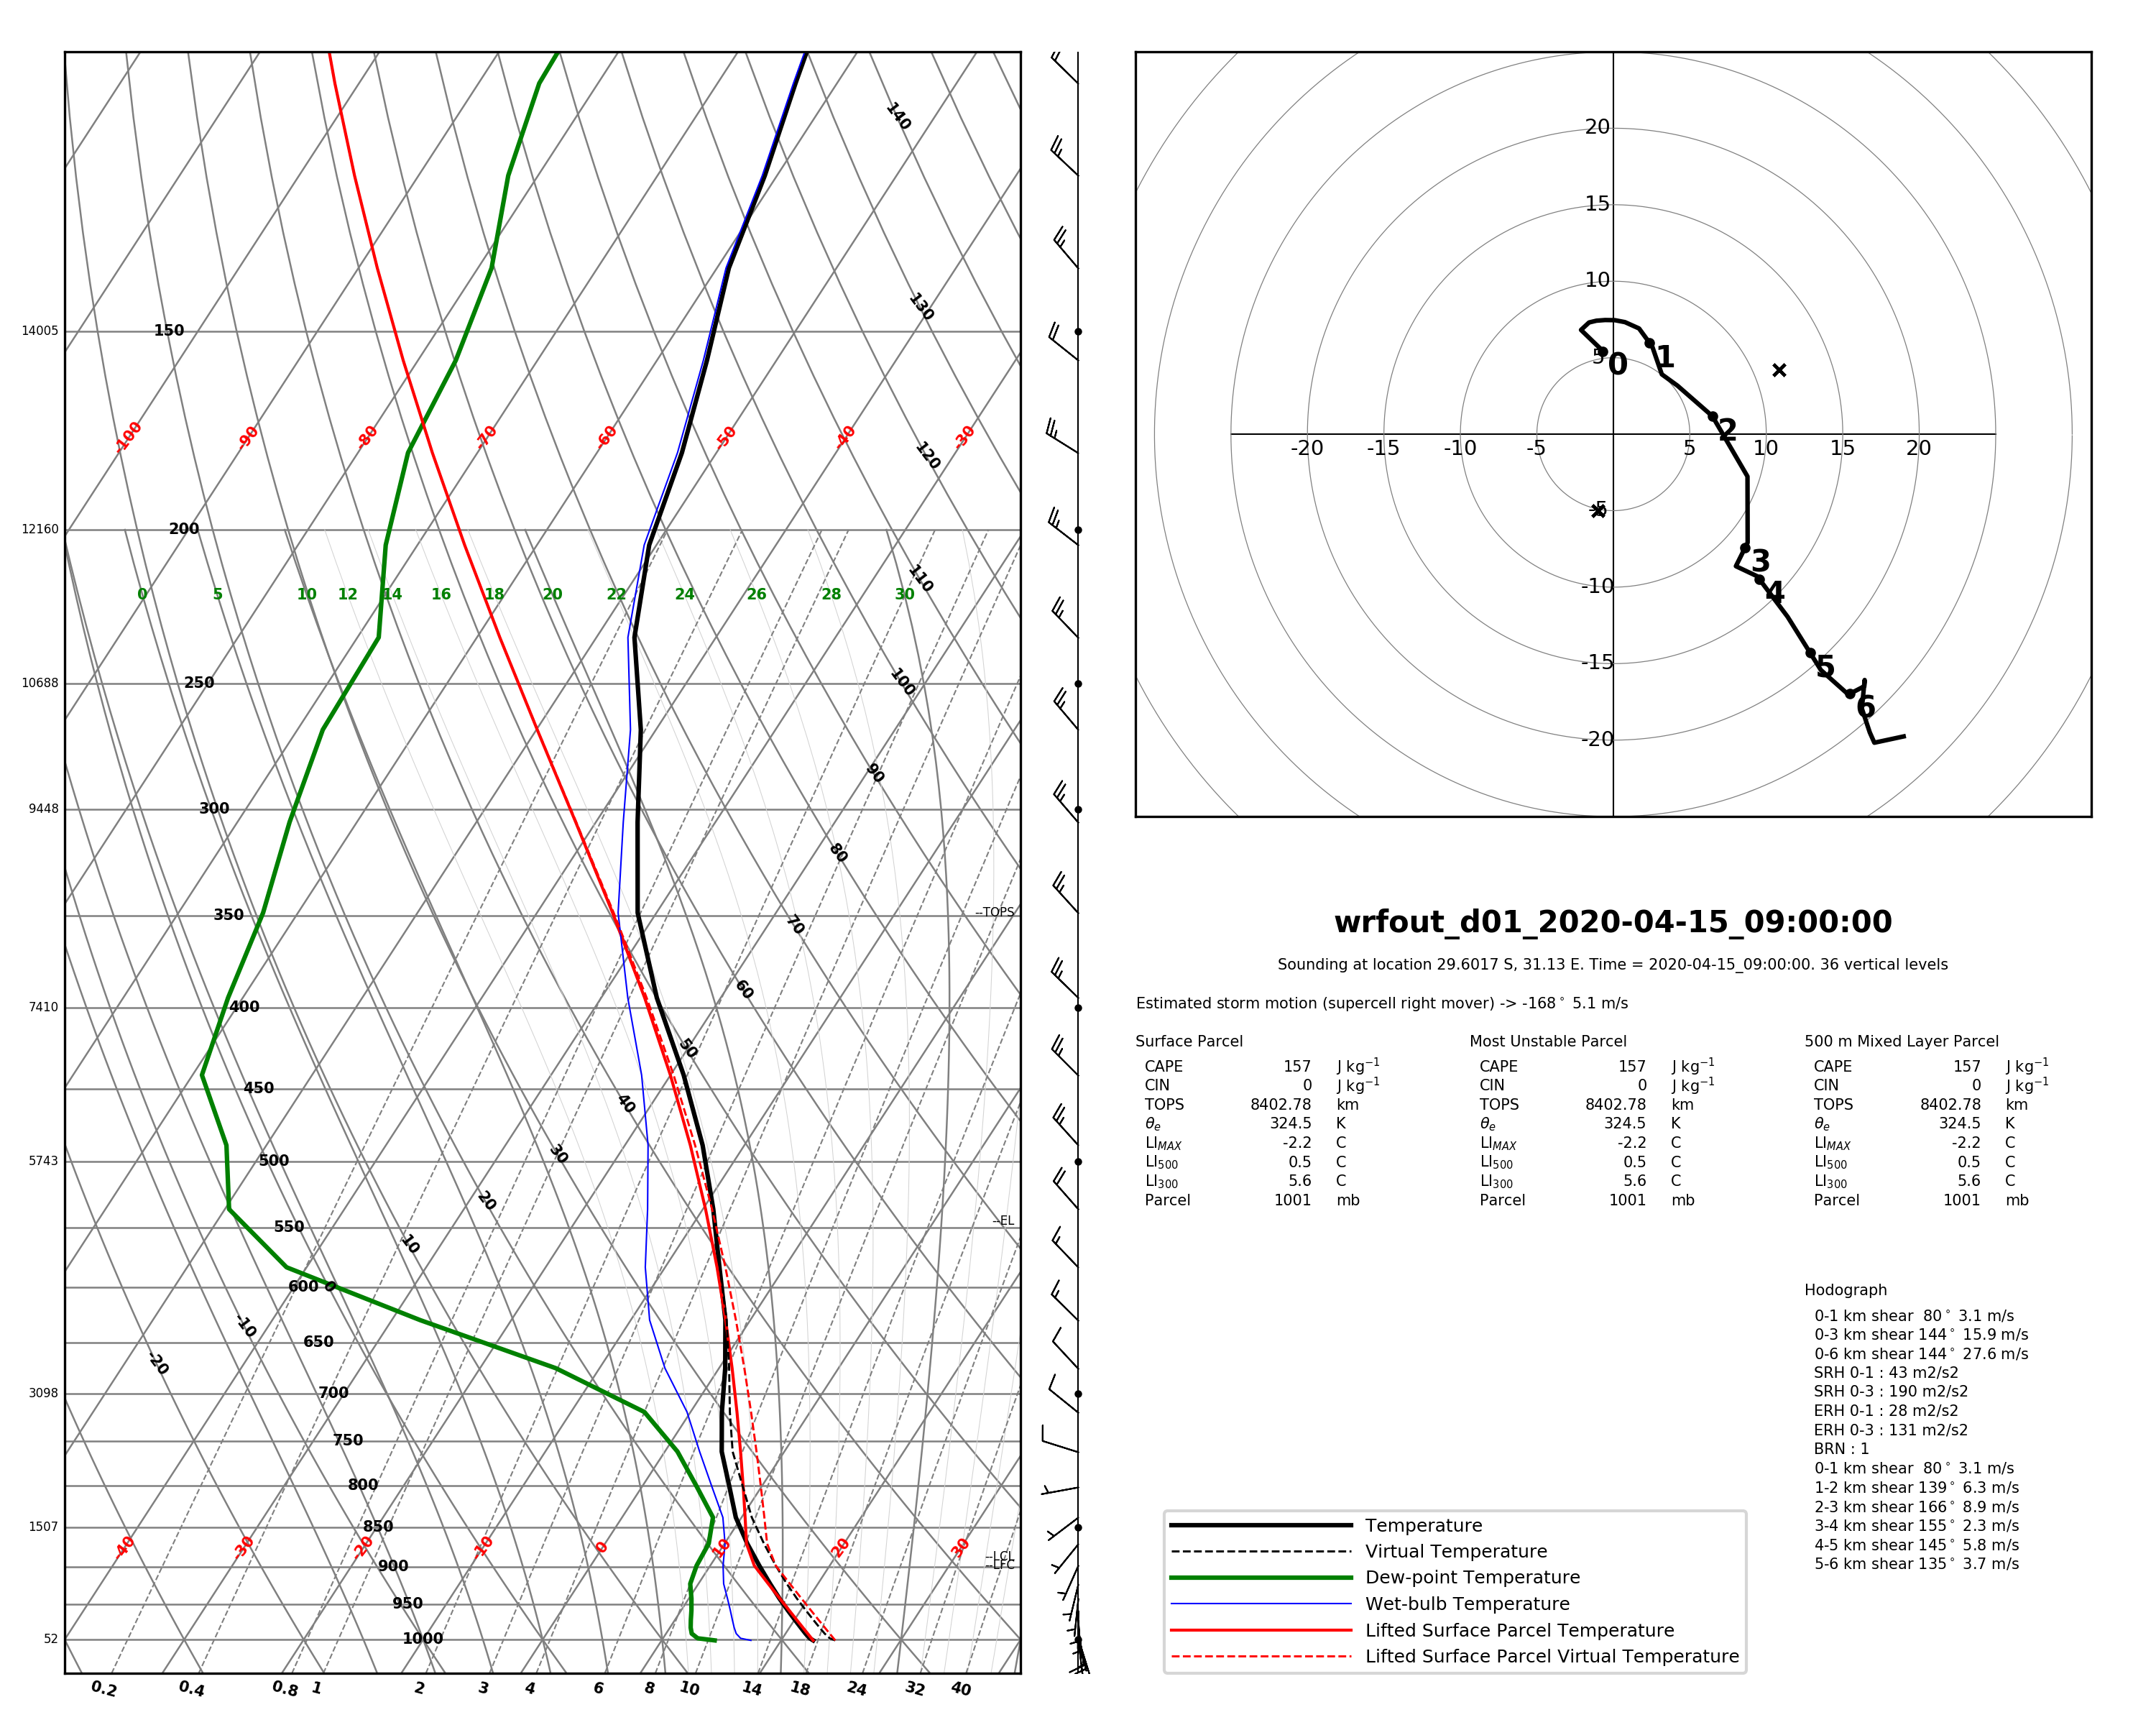 140
130
120
110
100
90
80
70
60
50
40
30
20
10
0
-10
-20
14005 150
-100 -90 -80 -70 -60 -50 -40 -30
12160 200
0 5 10 12 14 16 18 20 22 24 26 28 30
10688 250
9448 300
350 --TOPS
7410 400
450
5743 500
550 --EL
600
650
3098 700
750
800
1507 850
-40 -30 -20 -10 0 10 20 30
--LCL
900 --LFC
950
52 1000
0.2 0.4 0.8 1 2 3 4 6 8 10 14 18 24 32 40
20
15
10
5
-20 -15 -10 -5 5 10 15 20
-5
-10
-15
-20
0 1 2 3 4 5 6
wrfout_d01_2020-04-15_09:00:00
Sounding at location 29.6017 S, 31.13 E. Time = 2020-04-15_09:00:00. 36 vertical levels
Estimated storm motion (supercell right mover) -> -168° 5.1 m/s
Surface Parcel
CAPE 157 J kg⁻¹
CIN 0 J kg⁻¹
TOPS 8402.78 km
θe 324.5 K
LI_MAX -2.2 C
LI500 0.5 C
LI300 5.6 C
Parcel 1001 mb
Most Unstable Parcel
CAPE 157 J kg⁻¹
CIN 0 J kg⁻¹
TOPS 8402.78 km
θe 324.5 K
LI_MAX -2.2 C
LI500 0.5 C
LI300 5.6 C
Parcel 1001 mb
500 m Mixed Layer Parcel
CAPE 157 J kg⁻¹
CIN 0 J kg⁻¹
TOPS 8402.78 km
θe 324.5 K
LI_MAX -2.2 C
LI500 0.5 C
LI300 5.6 C
Parcel 1001 mb
Hodograph
0-1 km shear 80° 3.1 m/s
0-3 km shear 144° 15.9 m/s
0-6 km shear 144° 27.6 m/s
SRH 0-1 : 43 m2/s2
SRH 0-3 : 190 m2/s2
ERH 0-1 : 28 m2/s2
ERH 0-3 : 131 m2/s2
BRN : 1
0-1 km shear 80° 3.1 m/s
1-2 km shear 139° 6.3 m/s
2-3 km shear 166° 8.9 m/s
3-4 km shear 155° 2.3 m/s
4-5 km shear 145° 5.8 m/s
5-6 km shear 135° 3.7 m/s
Temperature
Virtual Temperature
Dew-point Temperature
Wet-bulb Temperature
Lifted Surface Parcel Temperature
Lifted Surface Parcel Virtual Temperature